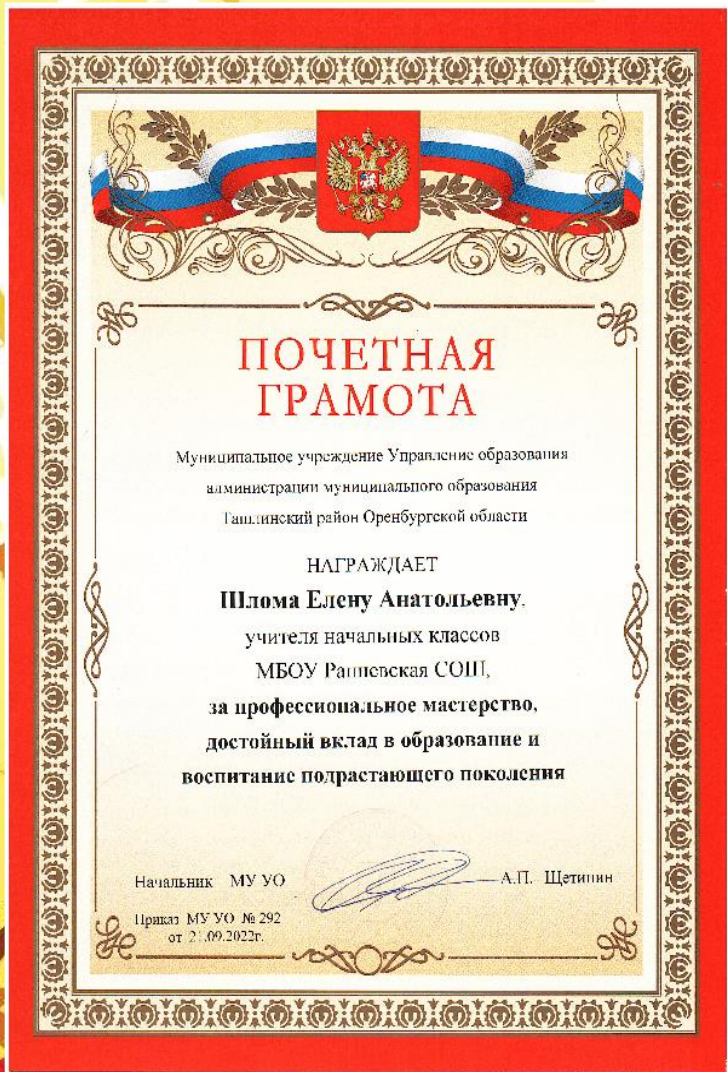 ПОЧЕТНАЯ
ГРАМОТА
Муниципальное учреждение Управление образования
администрации муниципального образования
Ташлинский район Оренбургской области
НАГРАЖДАЕТ
Шлома Елену Анатольевну,
учителя начальных классов
МБОУ Ранневская СОШ,
за профессиональное мастерство,
достойный вклад в образование и
воспитание подрастающего поколения
Начальник МУ УО А.П. Щетинин
Приказ МУ УО № 292
от 21.09.2022г.